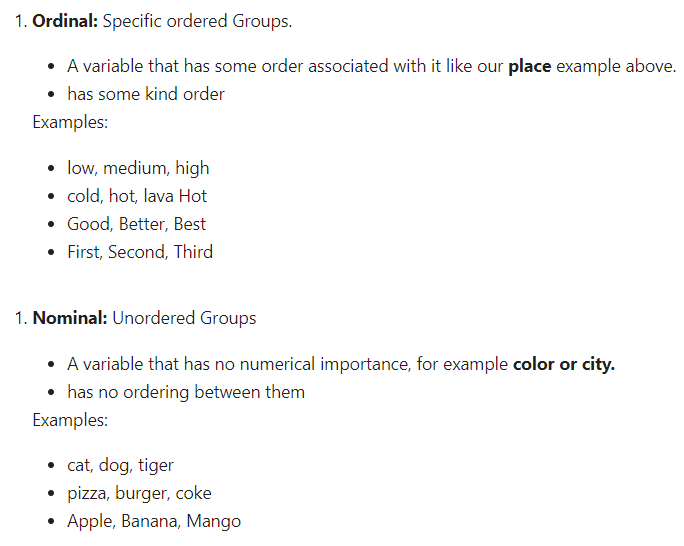 1. Ordinal: Specific ordered Groups.
• A variable that has some order associated with it like our place example above.
• has some kind order
Examples:
• low, medium, high
• cold, hot, lava Hot
• Good, Better, Best
• First, Second, Third
1. Nominal: Unordered Groups
• A variable that has no numerical importance, for example color or city.
• has no ordering between them
Examples:
• cat, dog, tiger
• pizza, burger, coke
• Apple, Banana, Mango